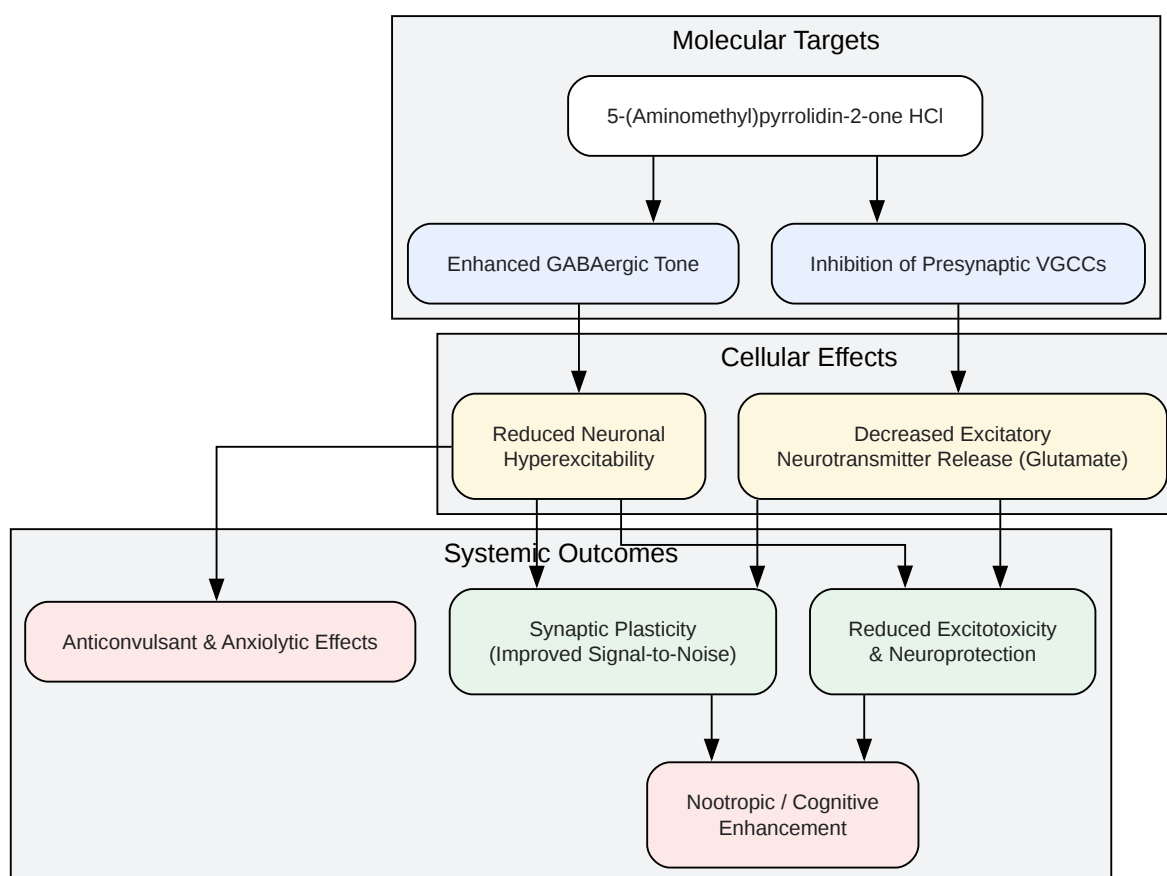 Molecular Targets
5-(Aminomethyl)pyrrolidin-2-one HCl
Enhanced GABAergic Tone
Inhibition of Presynaptic VGCCs
Cellular Effects
Reduced Neuronal
Hyperexcitability
Decreased Excitatory
Neurotransmitter Release (Glutamate)
Systemic Outcomes
Anticonvulsant & Anxiolytic Effects
Synaptic Plasticity
(Improved Signal-to-Noise)
Reduced Excitotoxicity
& Neuroprotection
Nootropic / Cognitive
Enhancement